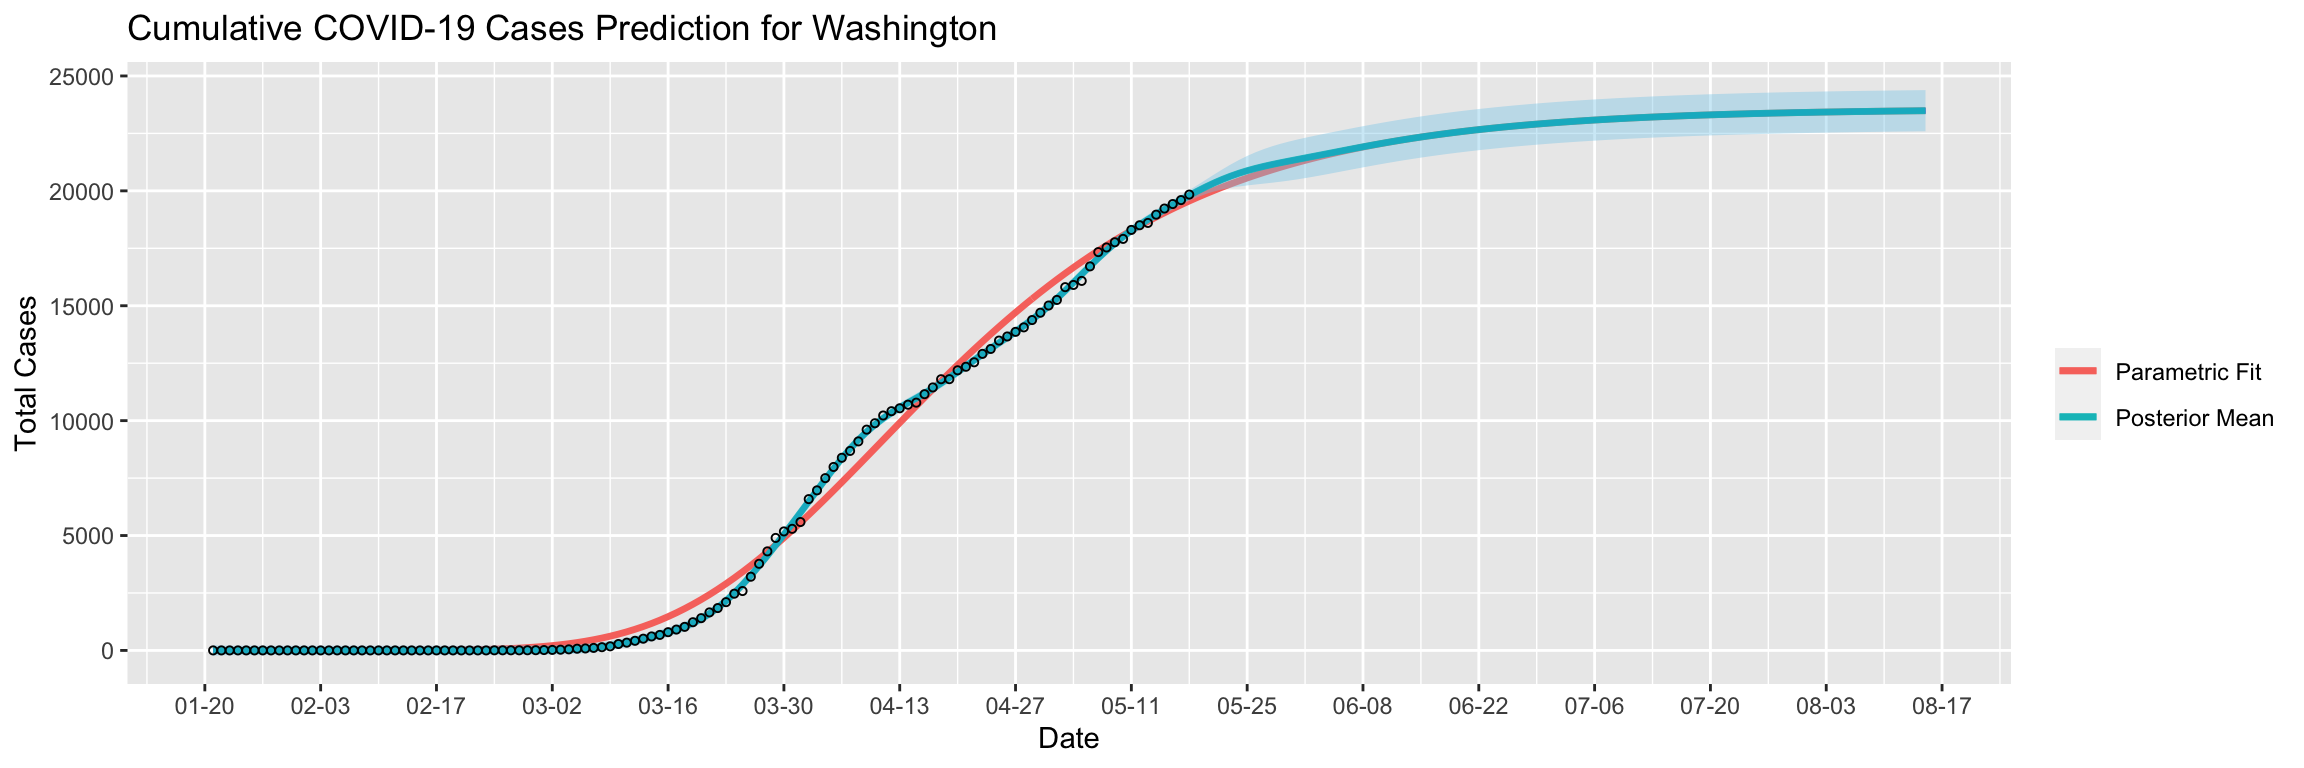 Cumulative COVID-19 Cases Prediction for Washington
25000
20000
15000
10000
5000
0
Total Cases
01-20 02-03 02-17 03-02 03-16 03-30 04-13 04-27 05-11 05-25 06-08 06-22 07-06 07-20 08-03 08-17
Date
Parametric Fit
Posterior Mean